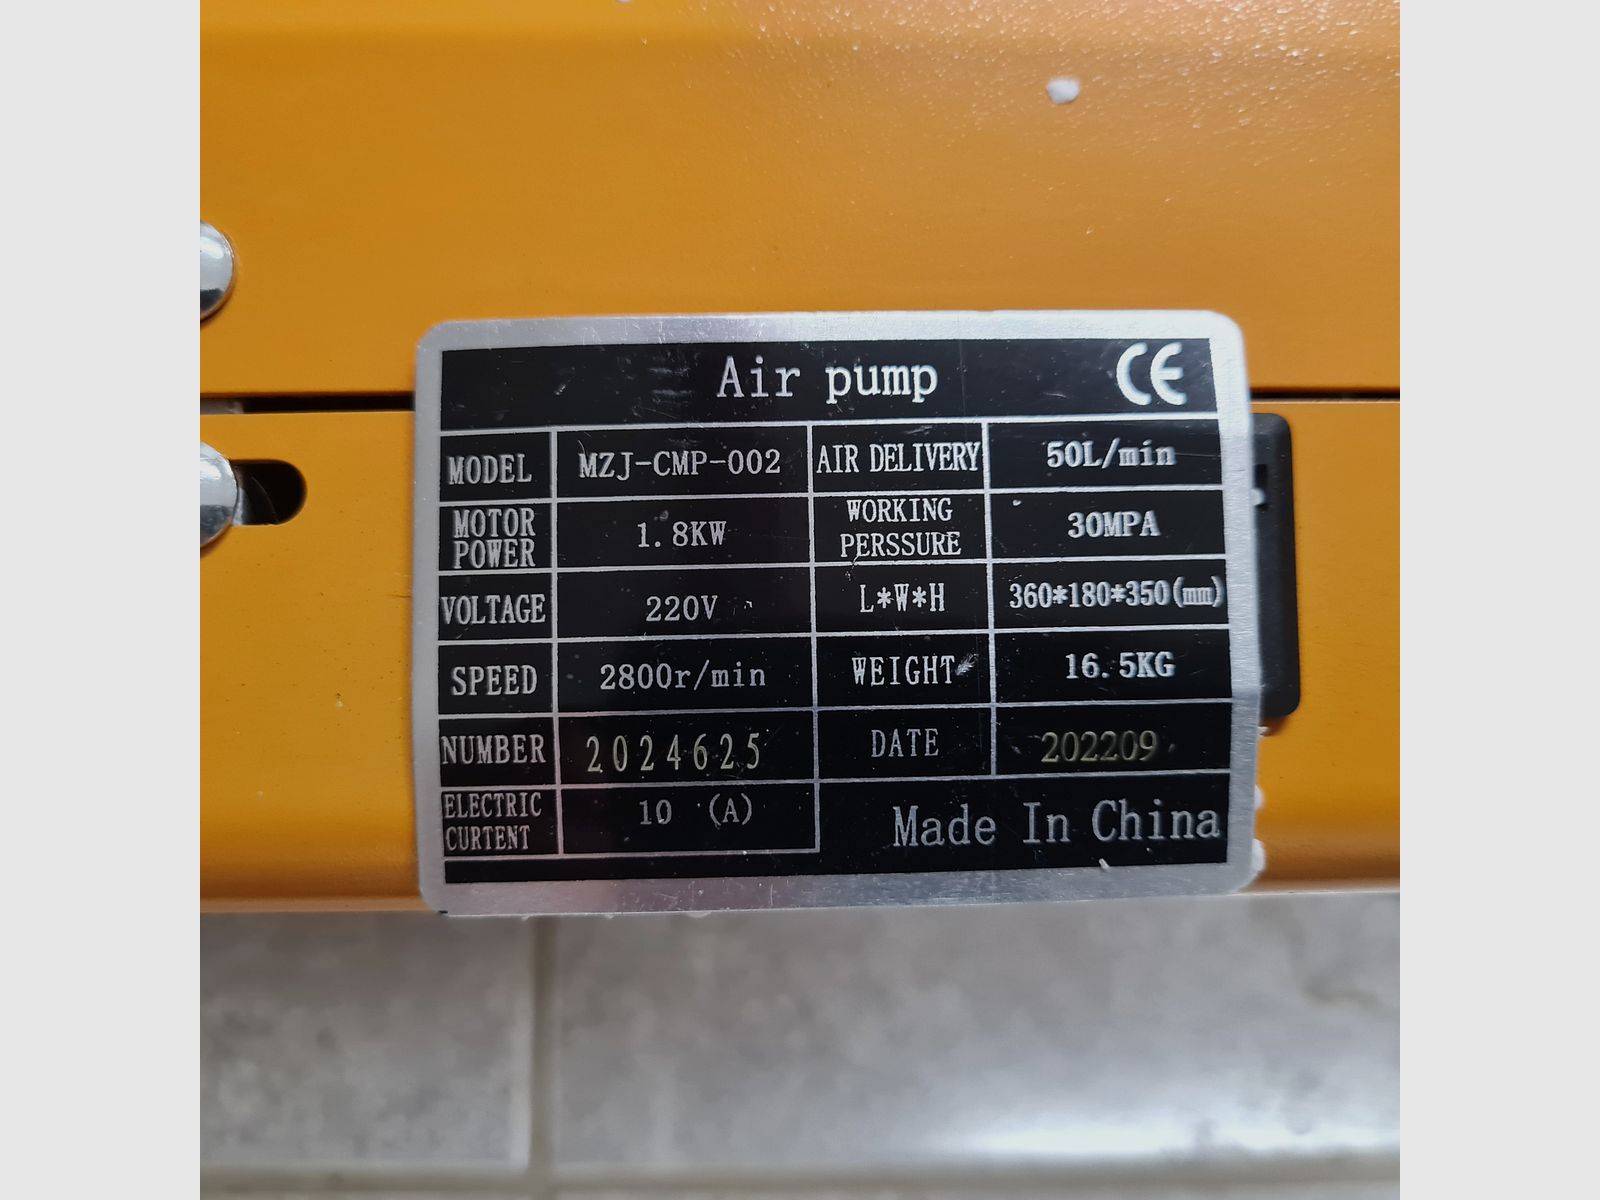 Air pump CE
MODEL MZJ-CMP-002 AIR DELIVERY 50L/min
MOTOR POWER 1.8KW WORKING PERSSURE 30MPA
VOLTAGE 220V L*W*H 360*180*350(mm)
SPEED 2800r/min WEIGHT 16.5KG
NUMBER 2024625 DATE 202209
ELECTRIC CURTENT 10 (A) Made In China